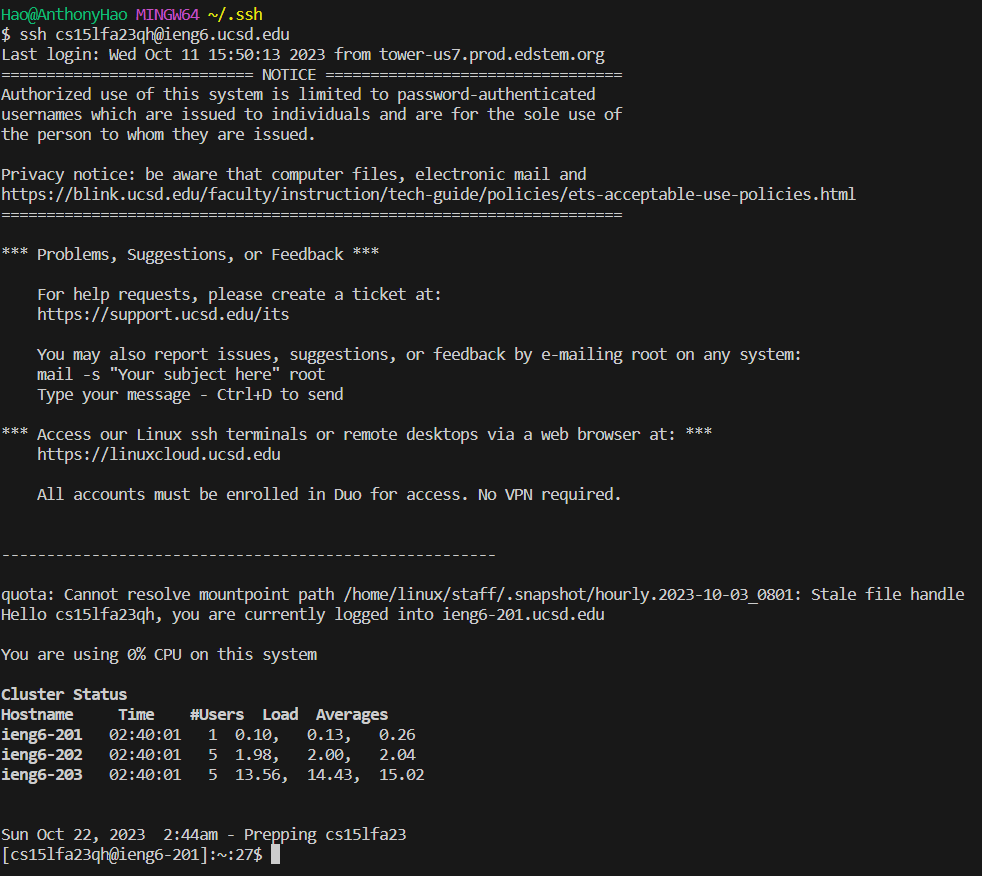 Hao@AnthonyHao MINGW64 ~/.ssh
$ ssh cs15lfa23qh@ieng6.ucsd.edu
Last login: Wed Oct 11 15:50:13 2023 from tower-us7.prod.edstem.org
============================ NOTICE =================================
Authorized use of this system is limited to password-authenticated
usernames which are issued to individuals and are for the sole use of
the person to whom they are issued.

Privacy notice: be aware that computer files, electronic mail and
https://blink.ucsd.edu/faculty/instruction/tech-guide/policies/ets-acceptable-use-policies.html
=====================================================================

*** Problems, Suggestions, or Feedback ***

    For help requests, please create a ticket at:
    https://support.ucsd.edu/its

    You may also report issues, suggestions, or feedback by e-mailing root on any system:
    mail -s "Your subject here" root
    Type your message - Ctrl+D to send

*** Access our Linux ssh terminals or remote desktops via a web browser at: ***
    https://linuxcloud.ucsd.edu

    All accounts must be enrolled in Duo for access. No VPN required.


-------------------------------------------------------

quota: Cannot resolve mountpoint path /home/linux/staff/.snapshot/hourly.2023-10-03_0801: Stale file handle
Hello cs15lfa23qh, you are currently logged into ieng6-201.ucsd.edu

You are using 0% CPU on this system

Cluster Status
Hostname     Time    #Users  Load  Averages
ieng6-201   02:40:01   1  0.10,   0.13,   0.26
ieng6-202   02:40:01   5  1.98,   2.00,   2.04
ieng6-203   02:40:01   5  13.56,  14.43,  15.02


Sun Oct 22, 2023  2:44am - Prepping cs15lfa23
[cs15lfa23qh@ieng6-201]:~:27$